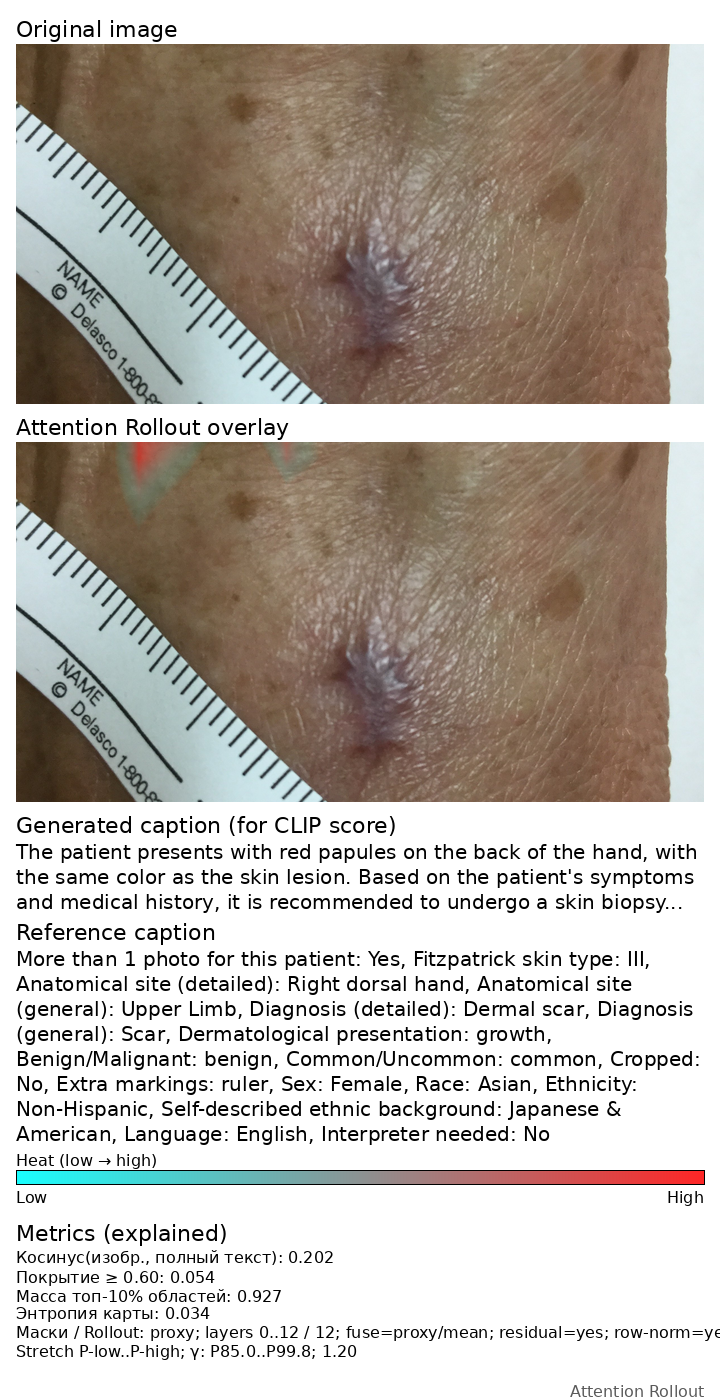 Original image
NAME
© Delasco 1-800-
Attention Rollout overlay
NAME
© Delasco 1-800-
Generated caption (for CLIP score)
The patient presents with red papules on the back of the hand, with
the same color as the skin lesion. Based on the patient's symptoms
and medical history, it is recommended to undergo a skin biopsy...
Reference caption
More than 1 photo for this patient: Yes, Fitzpatrick skin type: III,
Anatomical site (detailed): Right dorsal hand, Anatomical site
(general): Upper Limb, Diagnosis (detailed): Dermal scar, Diagnosis
(general): Scar, Dermatological presentation: growth,
Benign/Malignant: benign, Common/Uncommon: common, Cropped:
No, Extra markings: ruler, Sex: Female, Race: Asian, Ethnicity:
Non-Hispanic, Self-described ethnic background: Japanese &
American, Language: English, Interpreter needed: No
Heat (low → high)
Low High
Metrics (explained)
Косинус(изобр., полный текст): 0.202
Покрытие ≥ 0.60: 0.054
Масса топ-10% областей: 0.927
Энтропия карты: 0.034
Маски / Rollout: proxy; layers 0..12 / 12; fuse=proxy/mean; residual=yes; row-norm=ye
Stretch P-low..P-high; γ: P85.0..P99.8; 1.20
Attention Rollout